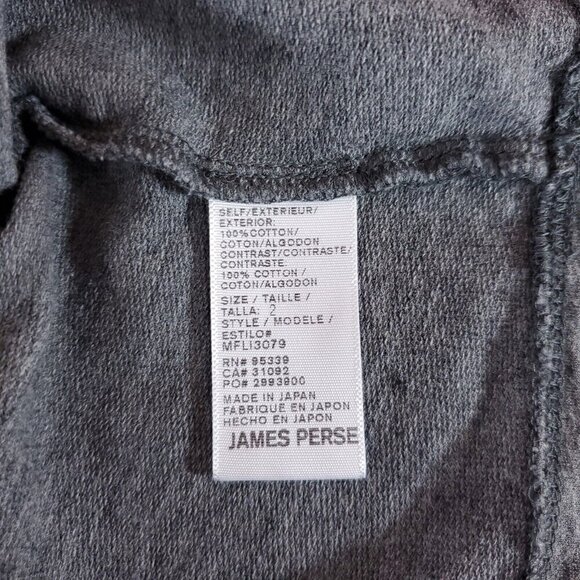 SELF/EXTERIEUR/
EXTERIOR:
100%COTTON/
COTON/ALGODON
CONTRAST/CONTRASTE/
CONTRASTE:
100% COTTON /
COTON/ALGODON
SIZE / TAILLE /
TALLA: 2
STYLE / MODELE /
ESTILO#
MFLI3079
RN# 95339
CA# 31092
PO# 2993900
MADE IN JAPAN
FABRIQUE EN JAPON
HECHO EN JAPON
JAMES PERSE